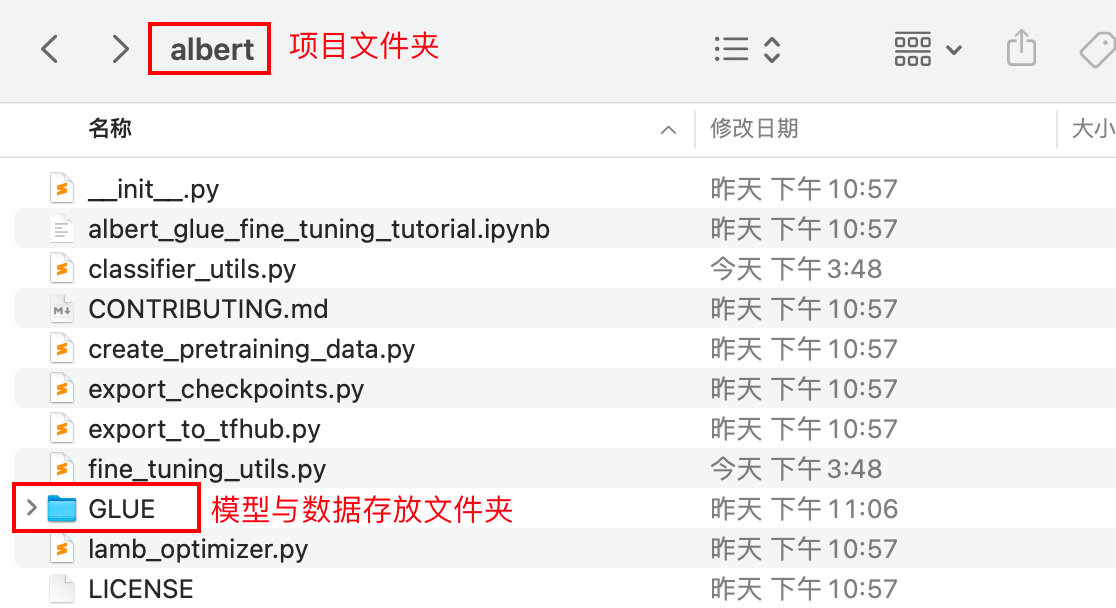 albert 项目文件夹
名称 修改日期 大小
__init__.py 昨天 下午 10:57
albert_glue_fine_tuning_tutorial.ipynb 昨天 下午 10:57
classifier_utils.py 今天 下午 3:48
CONTRIBUTING.md 昨天 下午 10:57
create_pretraining_data.py 昨天 下午 10:57
export_checkpoints.py 昨天 下午 10:57
export_to_tfhub.py 昨天 下午 10:57
fine_tuning_utils.py 今天 下午 3:48
GLUE 模型与数据存放文件夹 昨天 下午 11:06
lamb_optimizer.py 昨天 下午 10:57
LICENSE 昨天 下午 10:57